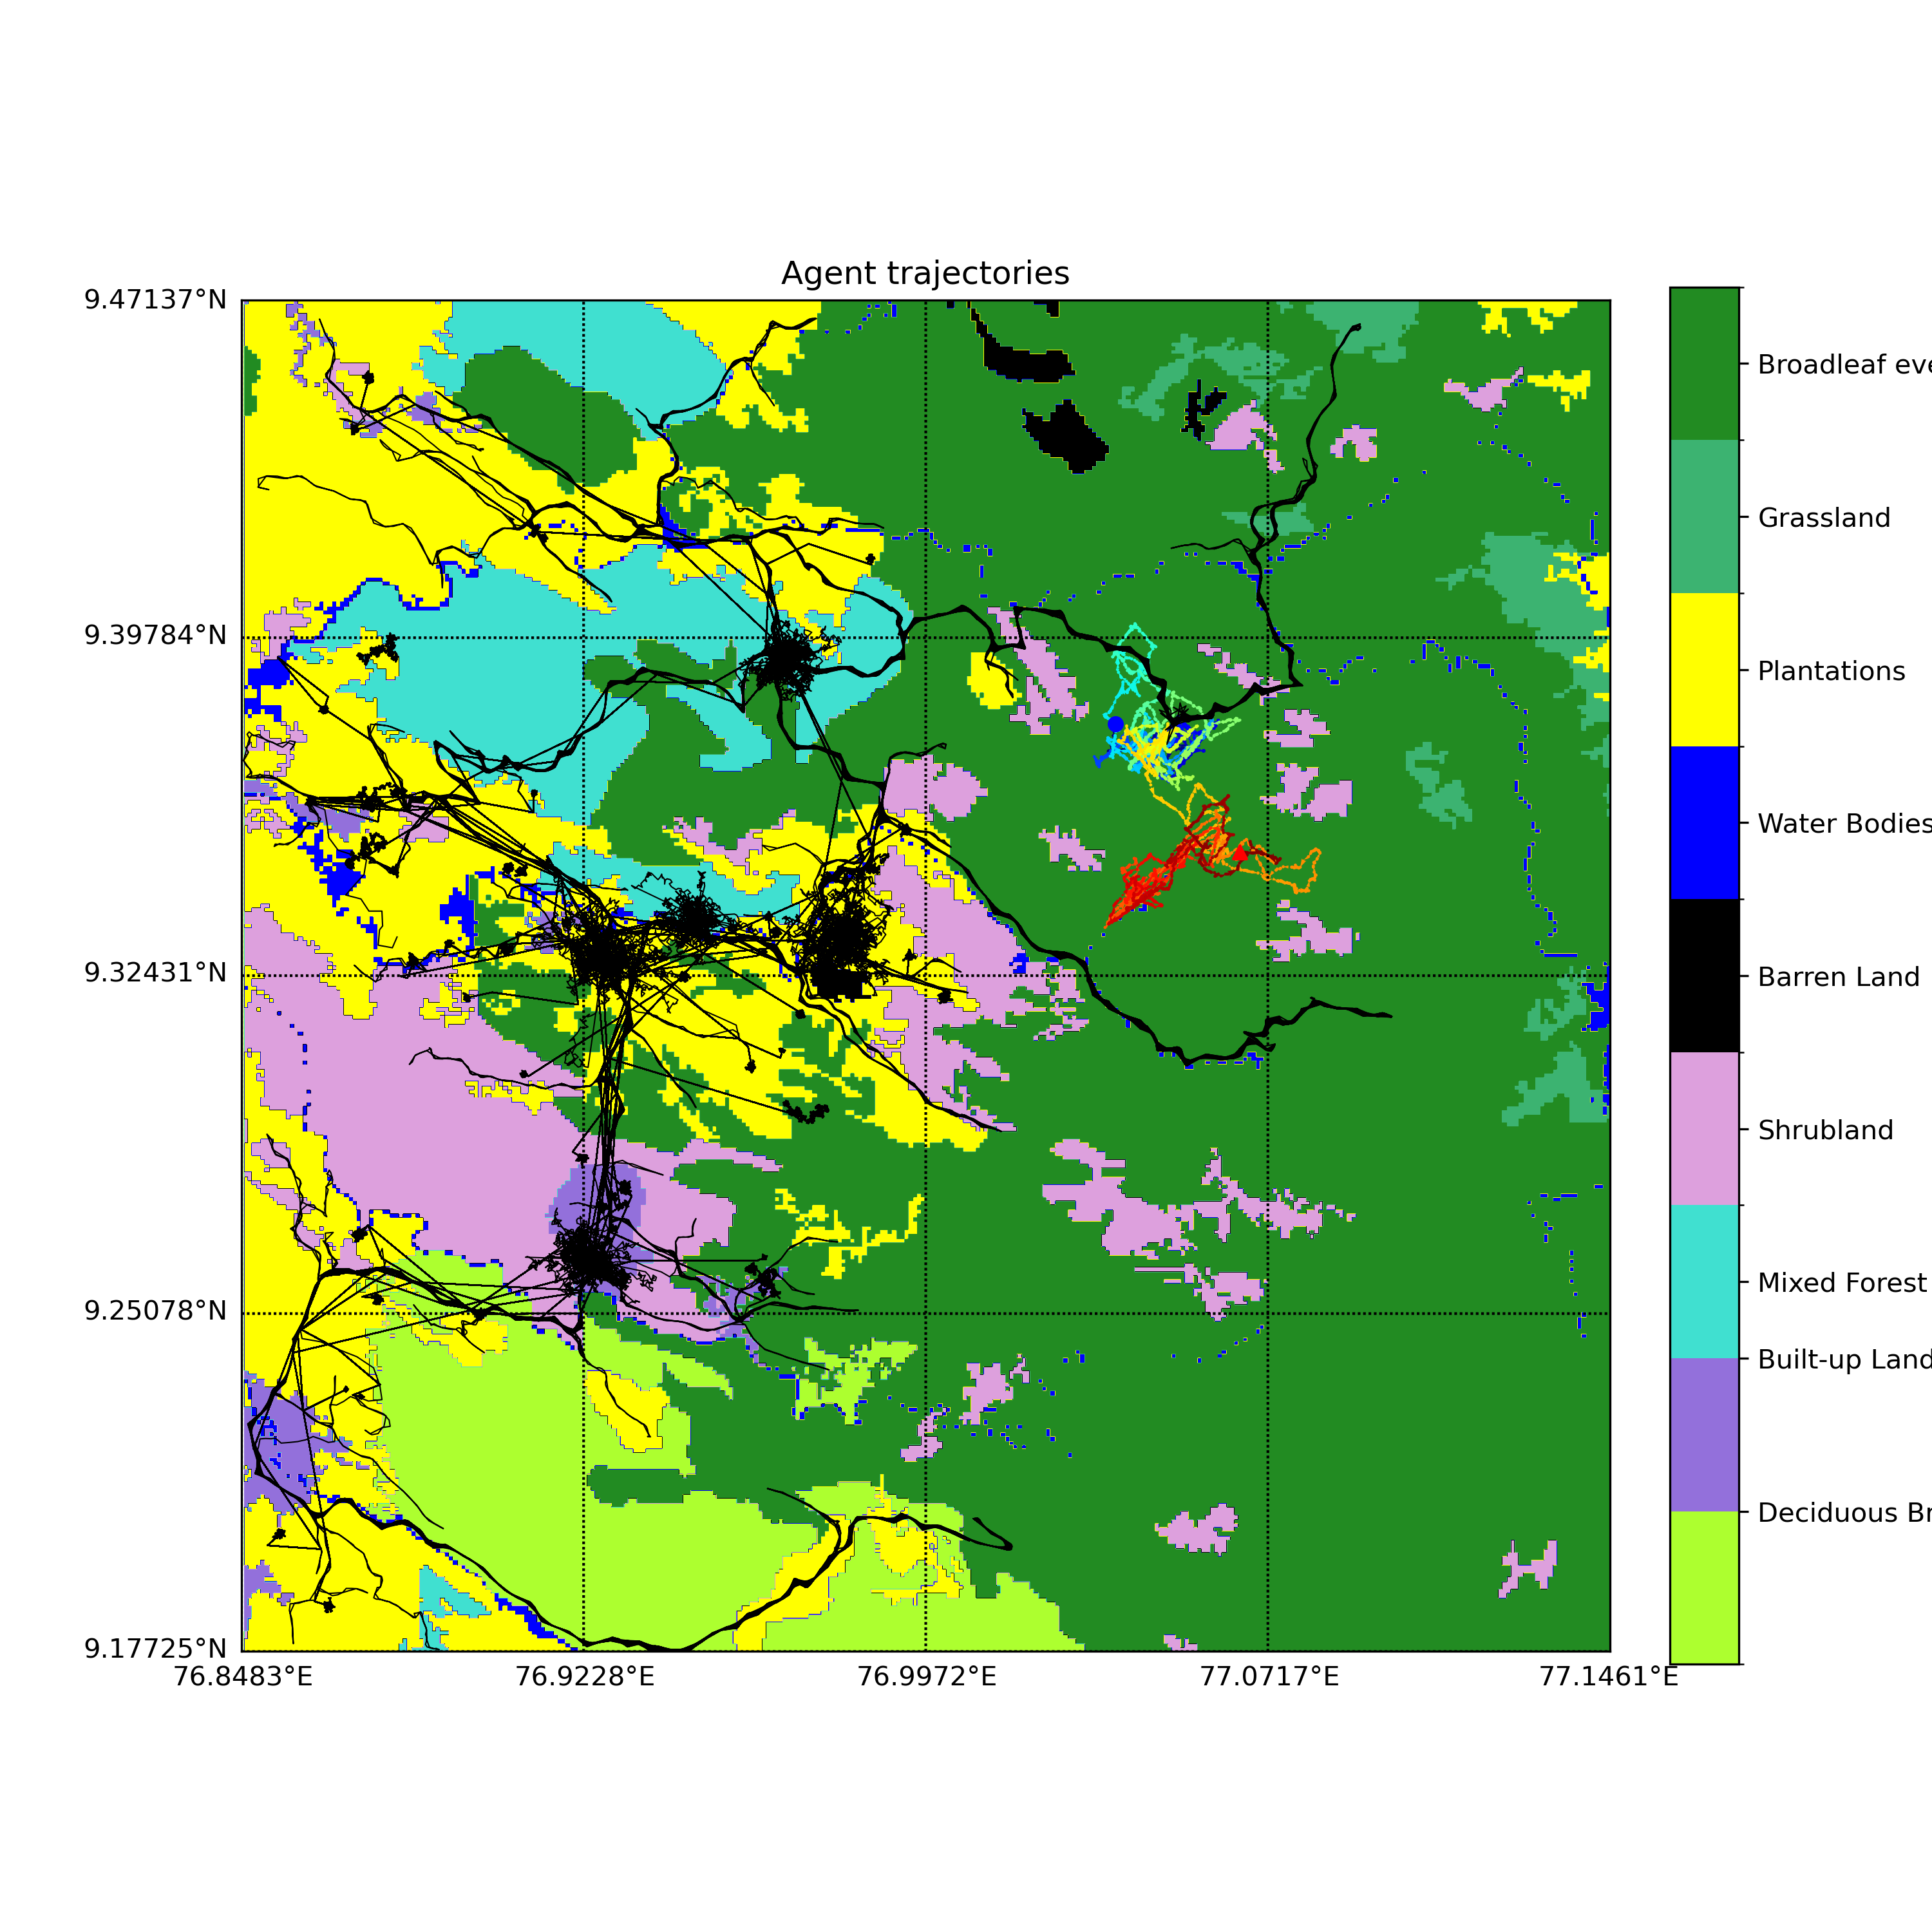 Agent trajectories
9.47137°N
9.39784°N
9.32431°N
9.25078°N
9.17725°N
76.8483°E
76.9228°E
76.9972°E
77.0717°E
77.1461°E
Broadleaf eve
Grassland
Plantations
Water Bodies
Barren Land
Shrubland
Mixed Forest
Built-up Land
Deciduous Br